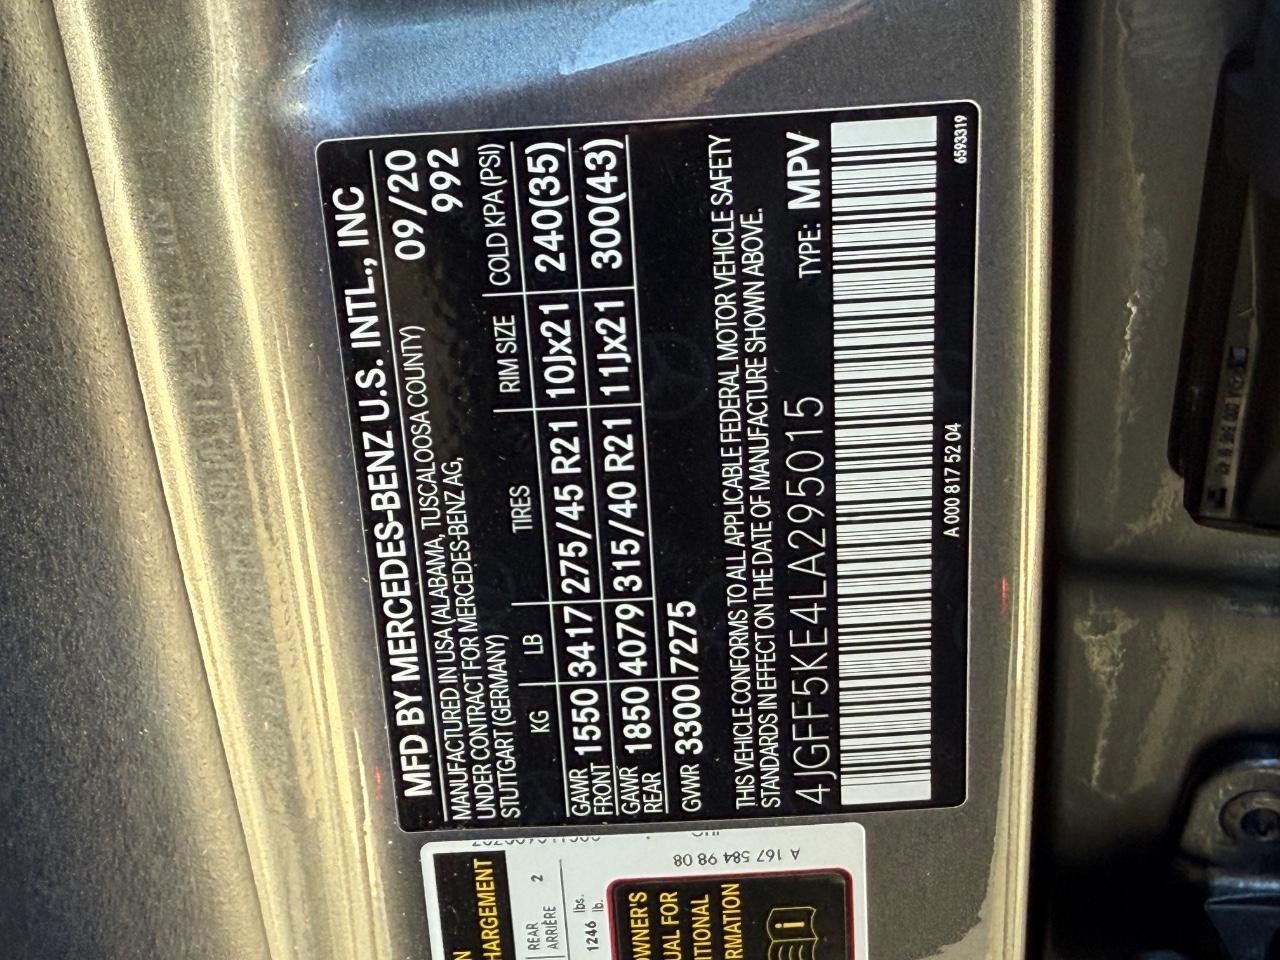 MFD BY MERCEDES-BENZ U.S. INTL., INC
MANUFACTURED IN USA (ALABAMA, TUSCALOOSA COUNTY) 09/20
UNDER CONTRACT FOR MERCEDES-BENZ AG, 992
STUTTGART (GERMANY)
KG LB TIRES RIM SIZE COLD KPA (PSI)
GAWR FRONT 1550 3417 275/45 R21 10Jx21 240(35)
GAWR REAR 1850 4079 315/40 R21 11Jx21 300(43)
GVWR 3300 7275
THIS VEHICLE CONFORMS TO ALL APPLICABLE FEDERAL MOTOR VEHICLE SAFETY
STANDARDS IN EFFECT ON THE DATE OF MANUFACTURE SHOWN ABOVE.
4JGFF5KE4LA295015 TYPE: MPV
A 000 817 52 04
6593319
HARGEMENT
REAR
ARRIÈRE 2
1246 lbs.
lb.
A 167 584 98 08
OWNER'S
UAL FOR
ITIONAL
RMATION